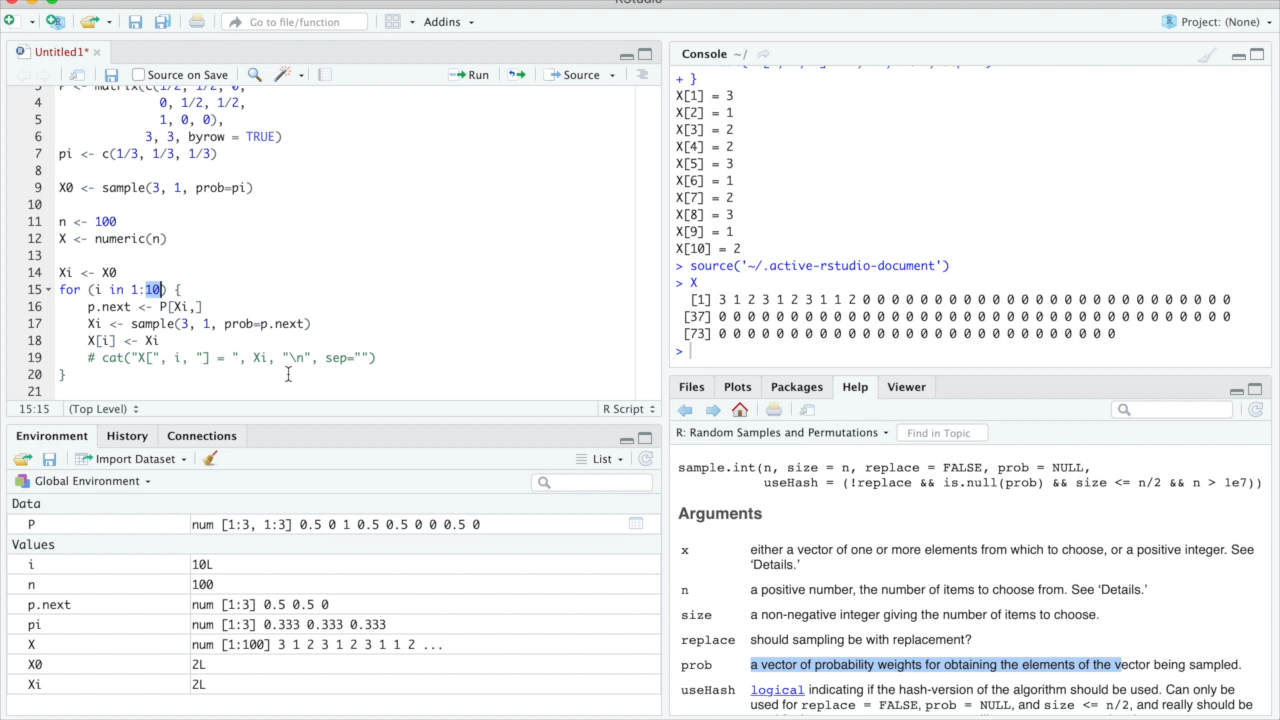 RStudio
Go to file/function
Addins
Project: (None)
Untitled1*
Source on Save
Run
Source
3 P <- matrix(c(1/2, 1/2, 0,
4 0, 1/2, 1/2,
5 1, 0, 0),
6 3, 3, byrow = TRUE)
7 pi <- c(1/3, 1/3, 1/3)
8
9 X0 <- sample(3, 1, prob=pi)
10
11 n <- 100
12 X <- numeric(n)
13
14 Xi <- X0
15 for (i in 1:10) {
16 p.next <- P[Xi,]
17 Xi <- sample(3, 1, prob=p.next)
18 X[i] <- Xi
19 # cat("X[", i, "] = ", Xi, "\n", sep="")
20 }
21
15:15 (Top Level) R Script
Environment History Connections
Import Dataset List
Global Environment
Data
P num [1:3, 1:3] 0.5 0 1 0.5 0.5 0 0 0.5 0
Values
i 10L
n 100
p.next num [1:3] 0.5 0.5 0
pi num [1:3] 0.333 0.333 0.333
X num [1:100] 3 1 2 3 1 2 3 1 1 2 ...
X0 2L
Xi 2L
Console ~/
+ }
X[1] = 3
X[2] = 1
X[3] = 2
X[4] = 2
X[5] = 3
X[6] = 1
X[7] = 2
X[8] = 3
X[9] = 1
X[10] = 2
> source('~/.active-rstudio-document')
> X
[1] 3 1 2 3 1 2 3 1 1 2 0 0 0 0 0 0 0 0 0 0 0 0 0 0 0 0 0 0 0 0 0 0 0 0 0 0
[37] 0 0 0 0 0 0 0 0 0 0 0 0 0 0 0 0 0 0 0 0 0 0 0 0 0 0 0 0 0 0 0 0 0 0 0 0
[73] 0 0 0 0 0 0 0 0 0 0 0 0 0 0 0 0 0 0 0 0 0 0 0 0 0 0 0 0
>
Files Plots Packages Help Viewer
R: Random Samples and Permutations Find in Topic
sample.int(n, size = n, replace = FALSE, prob = NULL,
useHash = (!replace && is.null(prob) && size <= n/2 && n > 1e7))
Arguments
x either a vector of one or more elements from which to choose, or a positive integer. See
‘Details.’
n a positive number, the number of items to choose from. See ‘Details.’
size a non-negative integer giving the number of items to choose.
replace should sampling be with replacement?
prob a vector of probability weights for obtaining the elements of the vector being sampled.
useHash logical indicating if the hash-version of the algorithm should be used. Can only be
used for replace = FALSE, prob = NULL, and size <= n/2, and really should be